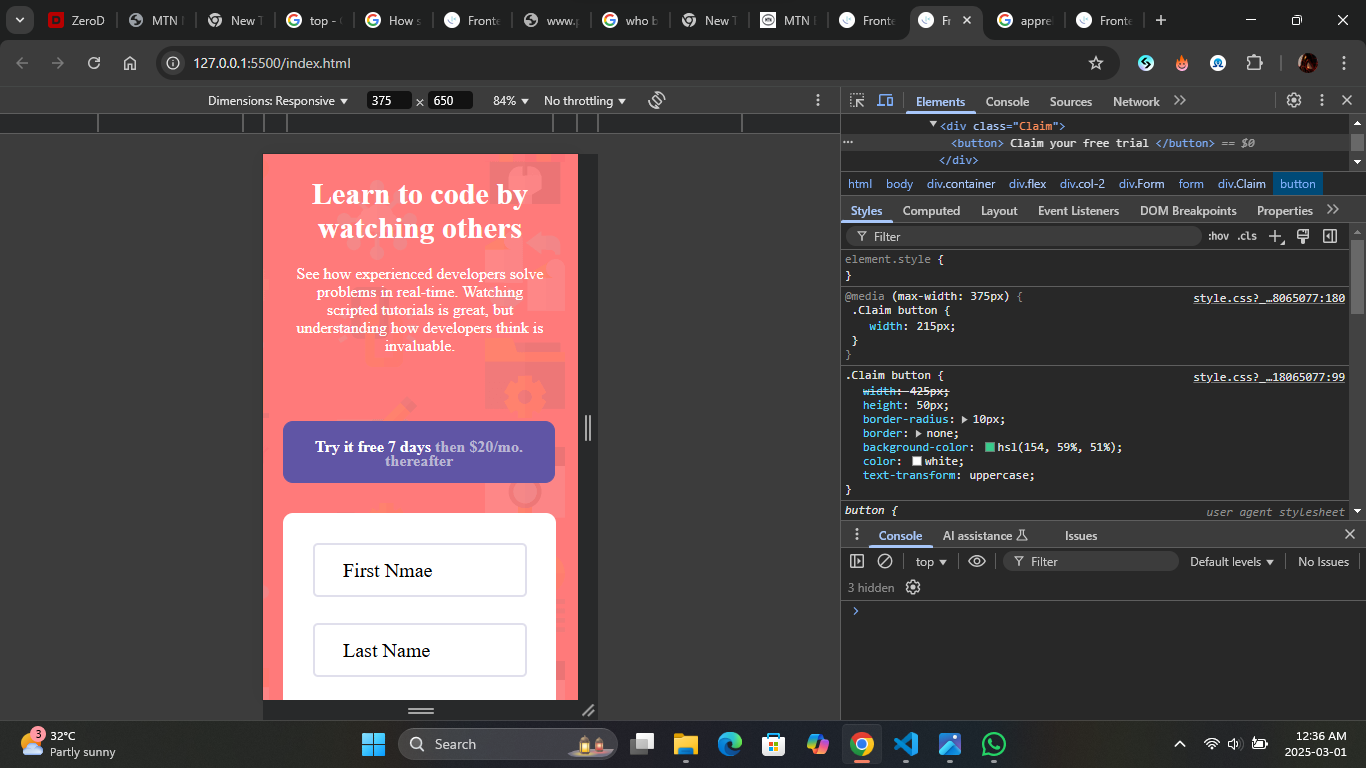 ZeroD
MTN
New T
top -
How s
Fronte
www.p
who b
New T
MTN
Fronte
Fr
appre
Fronte
127.0.0.1:5500/index.html
Dimensions: Responsive 375 × 650 84% No throttling
Elements Console Sources Network
<div class="Claim">
<button> Claim your free trial </button> == $0
</div>
html body div.container div.flex div.col-2 div.Form form div.Claim button
Styles Computed Layout Event Listeners DOM Breakpoints Properties
Filter :hov .cls
element.style {
}
@media (max-width: 375px) { style.css?_…8065077:180
.Claim button {
width: 215px;
}
}
.Claim button { style.css?_…18065077:99
width: 425px;
height: 50px;
border-radius: 10px;
border: none;
background-color: hsl(154, 59%, 51%);
color: white;
text-transform: uppercase;
}
button { user agent stylesheet
Console AI assistance Issues
top Filter Default levels No Issues
3 hidden
Learn to code by
watching others
See how experienced developers solve
problems in real-time. Watching
scripted tutorials is great, but
understanding how developers think is
invaluable.
Try it free 7 days then $20/mo.
thereafter
First Nmae
Last Name
3
32°C
Partly sunny
Search
12:36 AM
2025-03-01